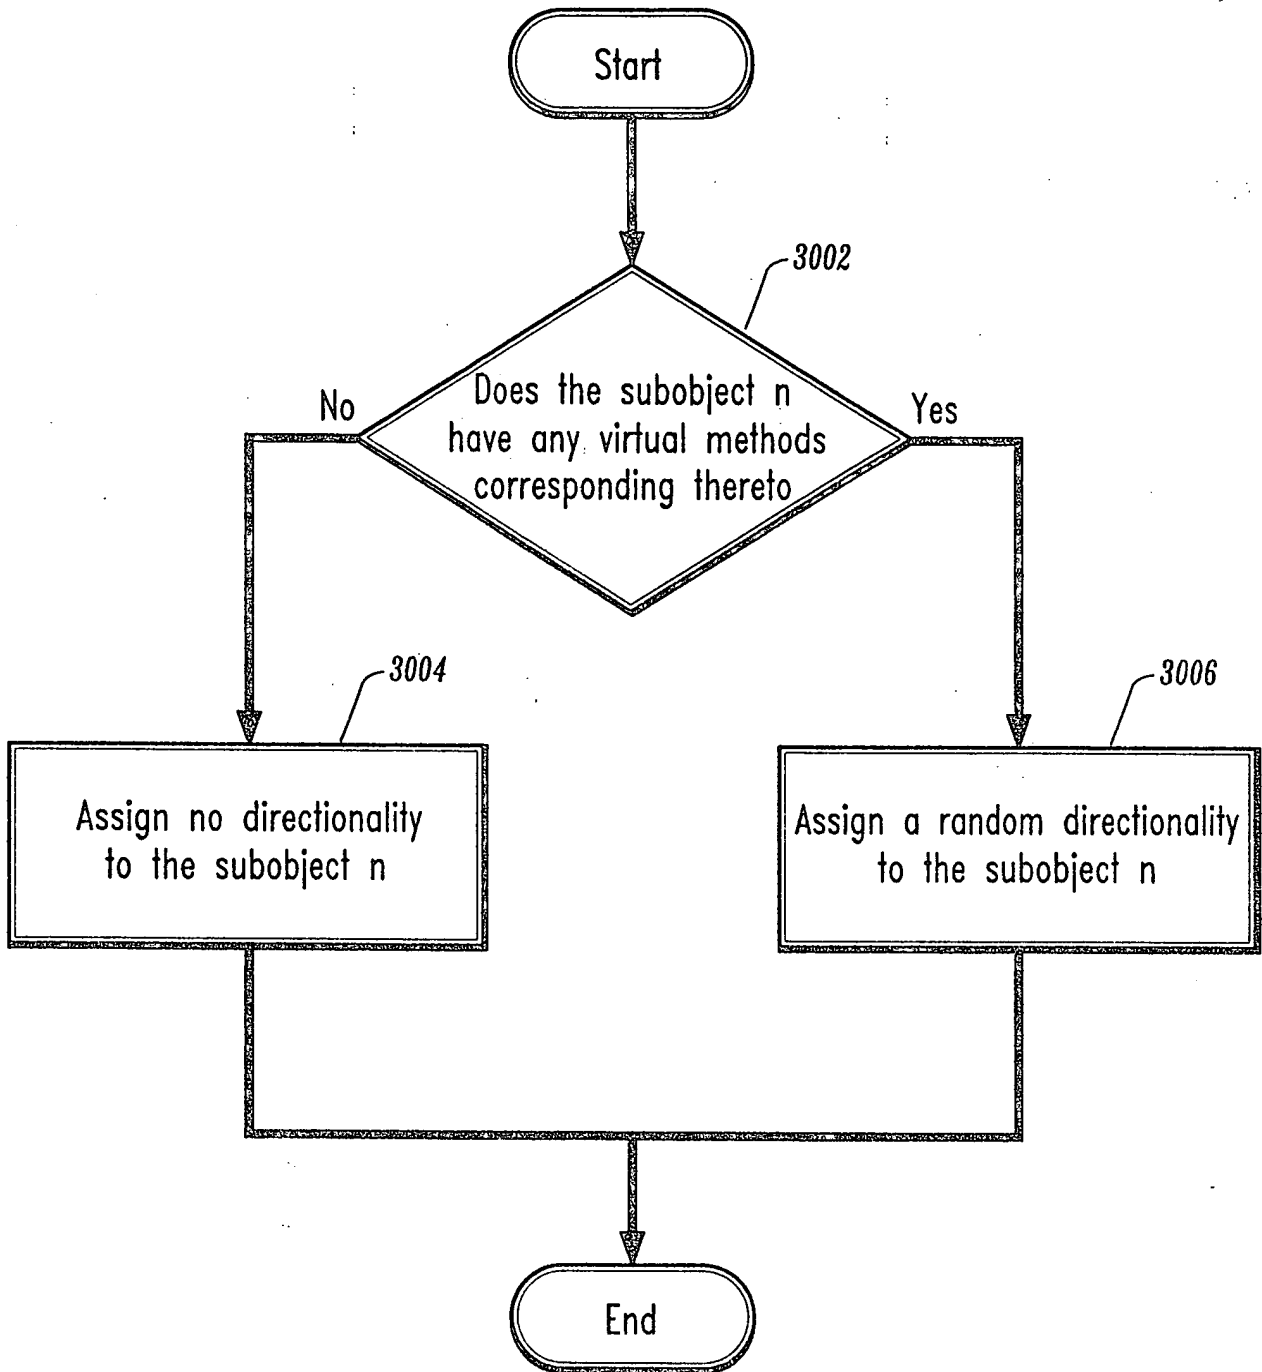 Start
3002
Does the subobject n
have any virtual methods
corresponding thereto
No
Yes
3004
Assign no directionality
to the subobject n
3006
Assign a random directionality
to the subobject n
End